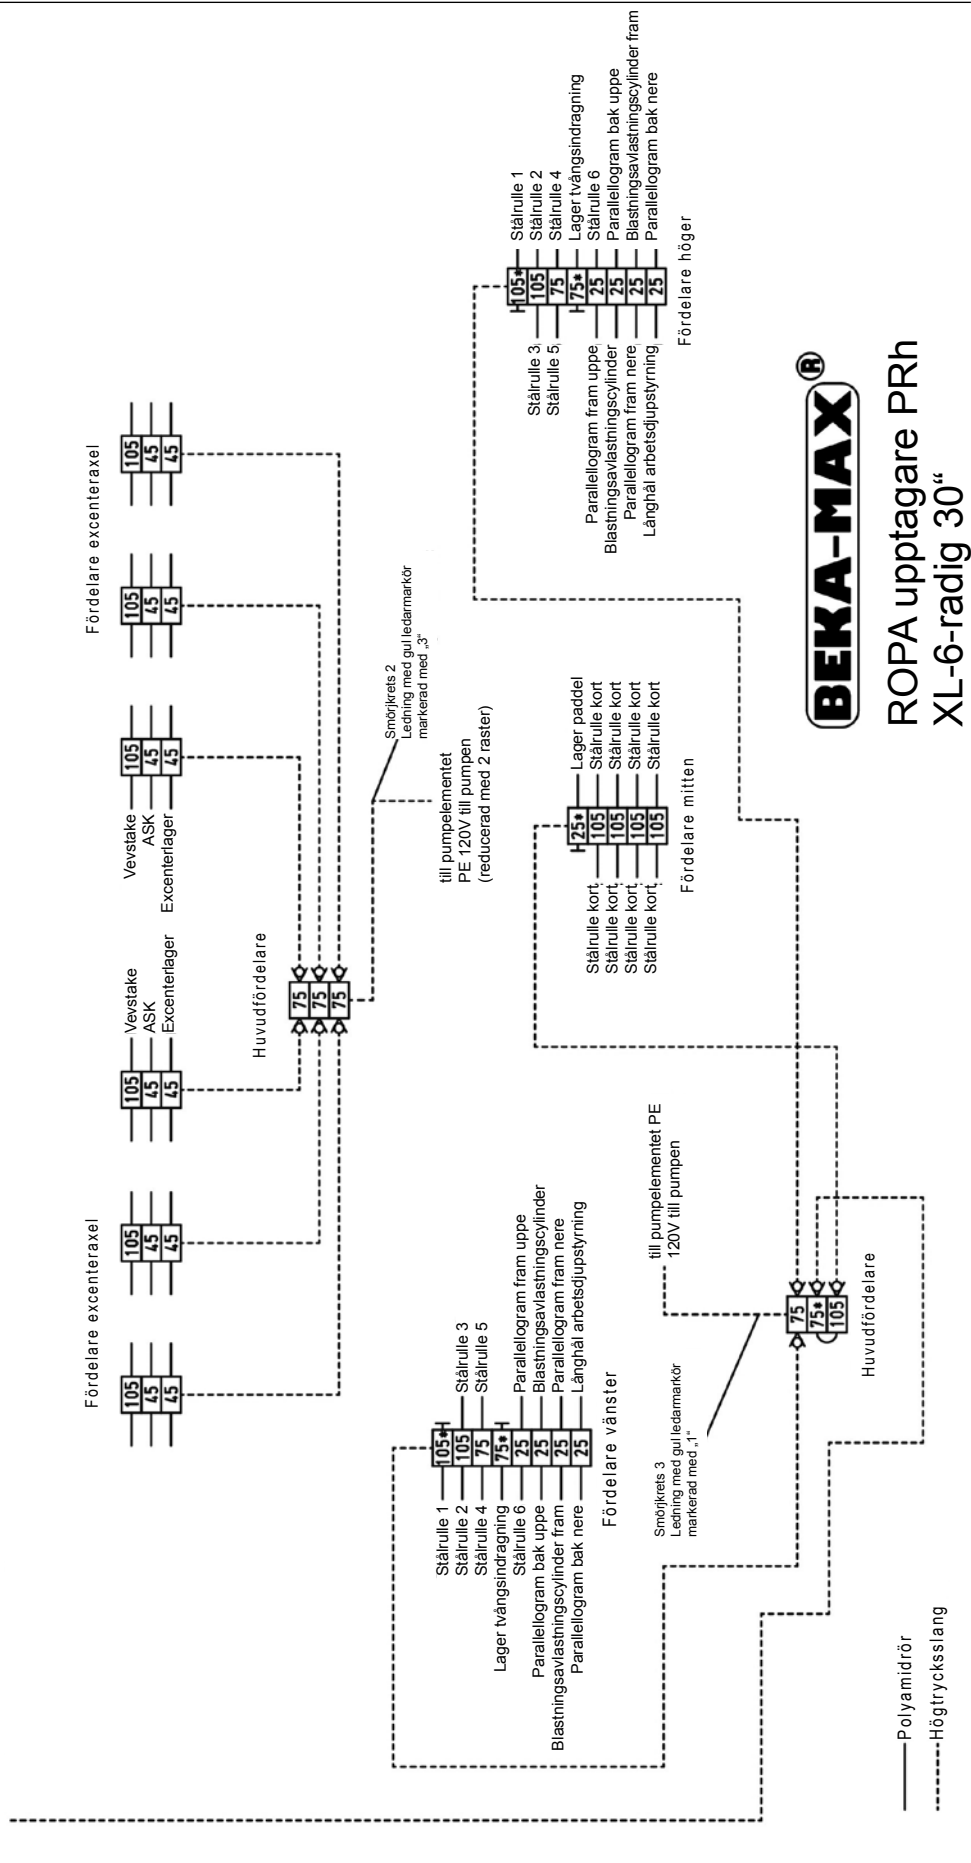 Fördelare excenteraxel
105
45
45
105
45
45
105
45
45
Vevstake
ASK
Excenterlager
Huvudfördelare
75
75
75
Fördelare excenteraxel
Vevstake
ASK
Excenterlager
105
45
45
105
45
45
105
45
45
Smörjkrets 2
Ledning med gul ledarmarkör
markerad med „3“
till pumpelementet
PE 120V till pumpen
(reducerad med 2 raster)
Stålrulle 1
Stålrulle 2
Stålrulle 4
Lager tvångsindragning
Stålrulle 6
Parallellogram bak uppe
Blastningsavlastningscylinder fram
Parallellogram bak nere
105*
105
75
75*
25
25
25
25
Stålrulle 3
Stålrulle 5
Parallellogram fram uppe
Blastningsavlastningscylinder
Parallellogram fram nere
Långhål arbetsdjupstyrning
Fördelare vänster
Smörjkrets 3
Ledning med gul ledarmarkör
markerad med „1“
till pumpelementet PE
120V till pumpen
75
75*
105
Huvudfördelare
Stålrulle kort
Stålrulle kort
Stålrulle kort
Stålrulle kort
25*
105
105
105
105
Lager paddel
Stålrulle kort
Stålrulle kort
Stålrulle kort
Stålrulle kort
Fördelare mitten
Stålrulle 3
Stålrulle 5
Parallellogram fram uppe
Blastningsavlastningscylinder
Parallellogram fram nere
Långhål arbetsdjupstyrning
105*
105
75
75*
25
25
25
25
Stålrulle 1
Stålrulle 2
Stålrulle 4
Lager tvångsindragning
Stålrulle 6
Parallellogram bak uppe
Blastningsavlastningscylinder fram
Parallellogram bak nere
Fördelare höger
Polyamidrör
Högtrycksslang
BEKA-MAX®
ROPA upptagare PRh
XL-6-radig 30“